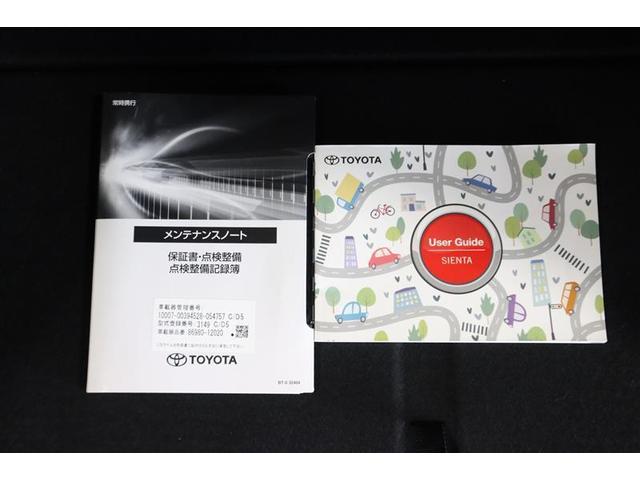 常時携行
メンテナンスノート
保証書・点検整備
点検整備記録簿
車載器管理番号
10007-00394528-054757 C/D5
型式登録番号 3149 C/D5
車載器品番 86980-12020
TOYOTA
TOYOTA
User Guide
SIENTA